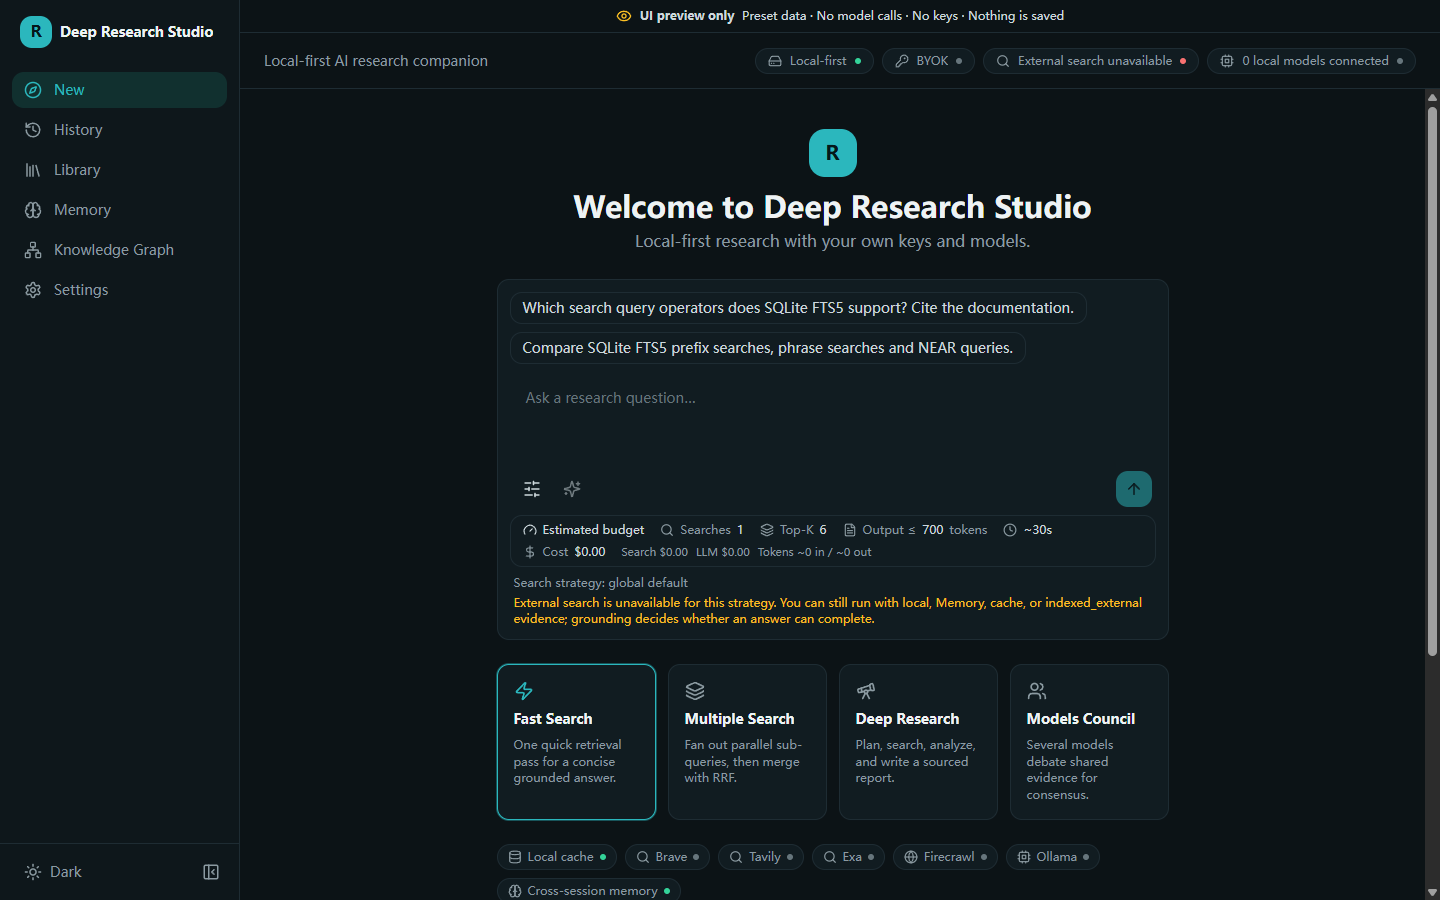 R Deep Research Studio
New
History
Library
Memory
Knowledge Graph
Settings
Dark
UI preview only Preset data · No model calls · No keys · Nothing is saved
Local-first AI research companion
Local-first
BYOK
External search unavailable
0 local models connected
R
Welcome to Deep Research Studio
Local-first research with your own keys and models.
Which search query operators does SQLite FTS5 support? Cite the documentation.
Compare SQLite FTS5 prefix searches, phrase searches and NEAR queries.
Ask a research question...
Estimated budget Searches 1 Top-K 6 Output ≤ 700 tokens ~30s
Cost $0.00 Search $0.00 LLM $0.00 Tokens ~0 in / ~0 out
Search strategy: global default
External search is unavailable for this strategy. You can still run with local, Memory, cache, or indexed_external
evidence; grounding decides whether an answer can complete.
Fast Search
One quick retrieval
pass for a concise
grounded answer.
Multiple Search
Fan out parallel sub-
queries, then merge
with RRF.
Deep Research
Plan, search, analyze,
and write a sourced
report.
Models Council
Several models
debate shared
evidence for
consensus.
Local cache
Brave
Tavily
Exa
Firecrawl
Ollama
Cross-session memory